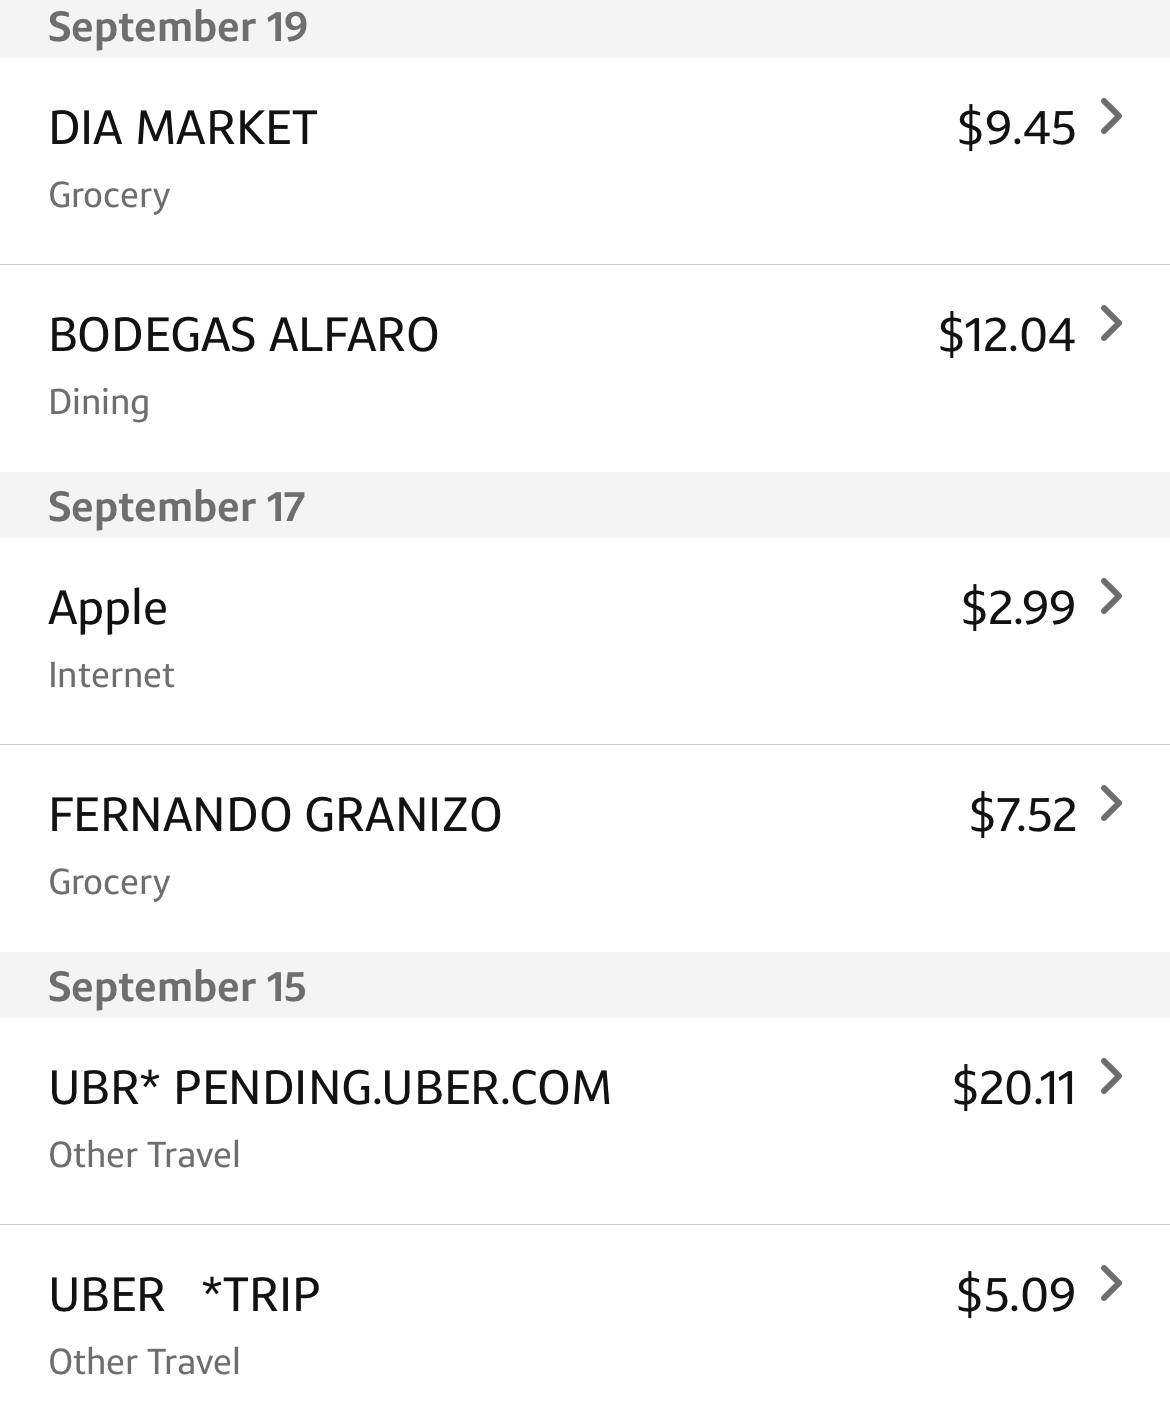 September 19
DIA MARKET $9.45
Grocery
BODEGAS ALFARO $12.04
Dining
September 17
Apple $2.99
Internet
FERNANDO GRANIZO $7.52
Grocery
September 15
UBR* PENDING.UBER.COM $20.11
Other Travel
UBER   *TRIP $5.09
Other Travel